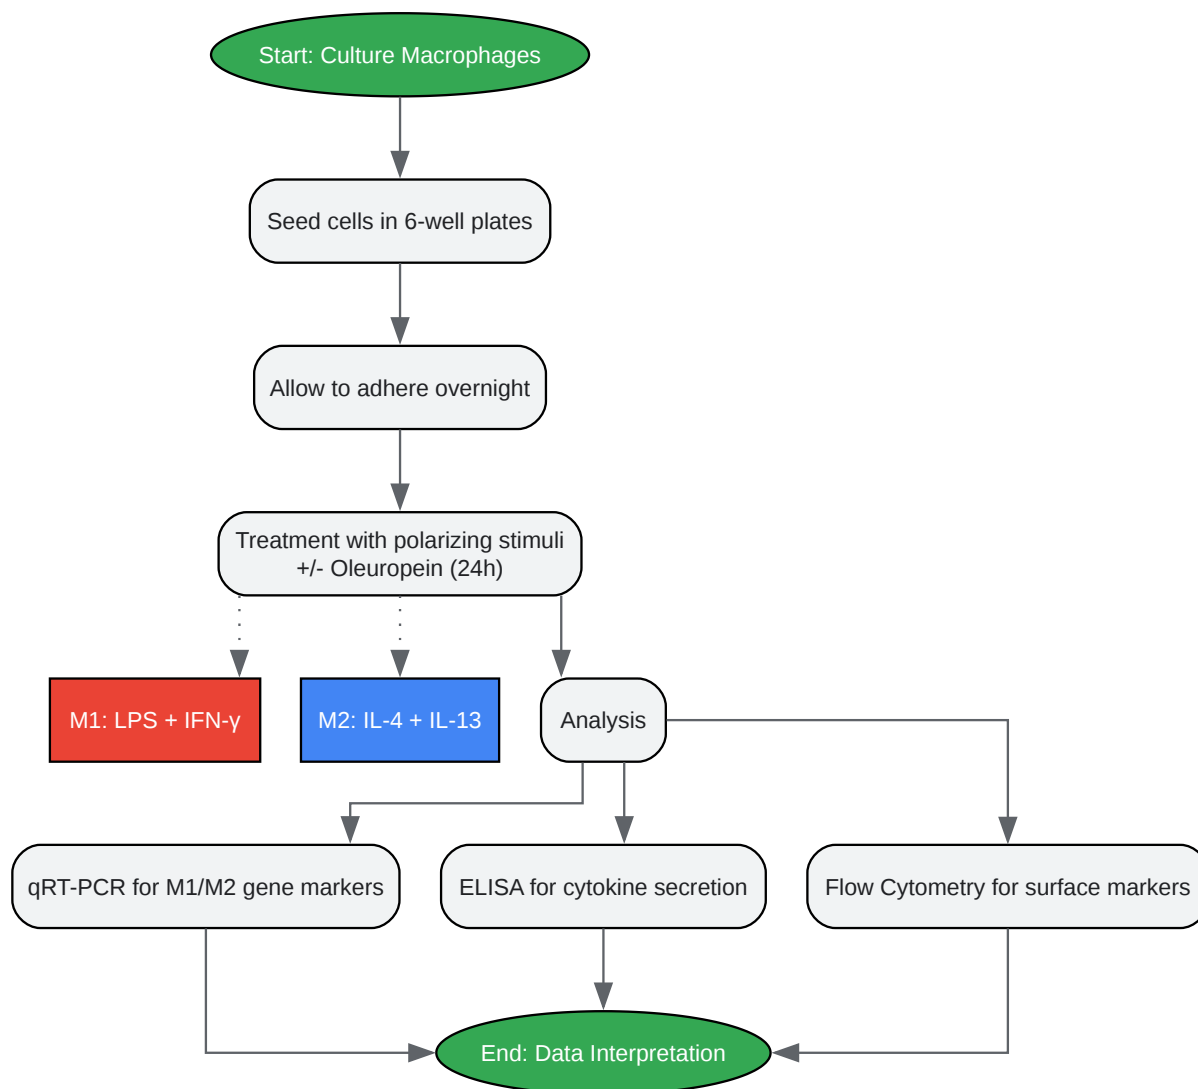 Start: Culture Macrophages
Seed cells in 6-well plates
Allow to adhere overnight
Treatment with polarizing stimuli
+/- Oleuropein (24h)
M1: LPS + IFN-γ
M2: IL-4 + IL-13
Analysis
qRT-PCR for M1/M2 gene markers
ELISA for cytokine secretion
Flow Cytometry for surface markers
End: Data Interpretation